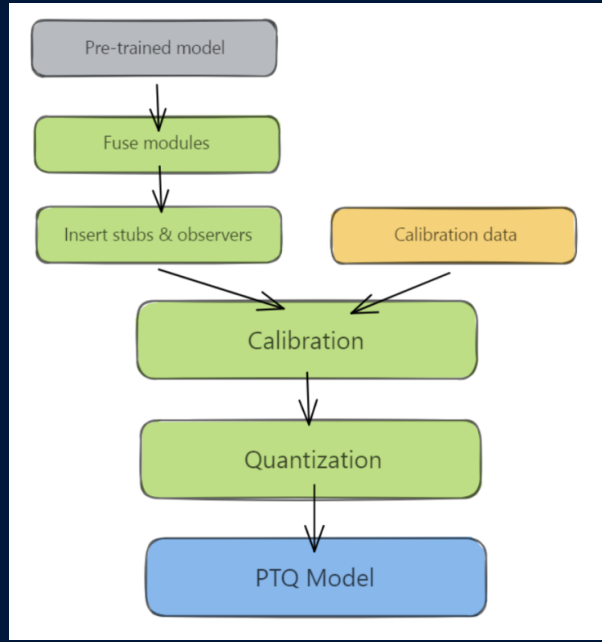 Pre-trained model
Fuse modules
Insert stubs & observers
Calibration data
Calibration
Quantization
PTQ Model